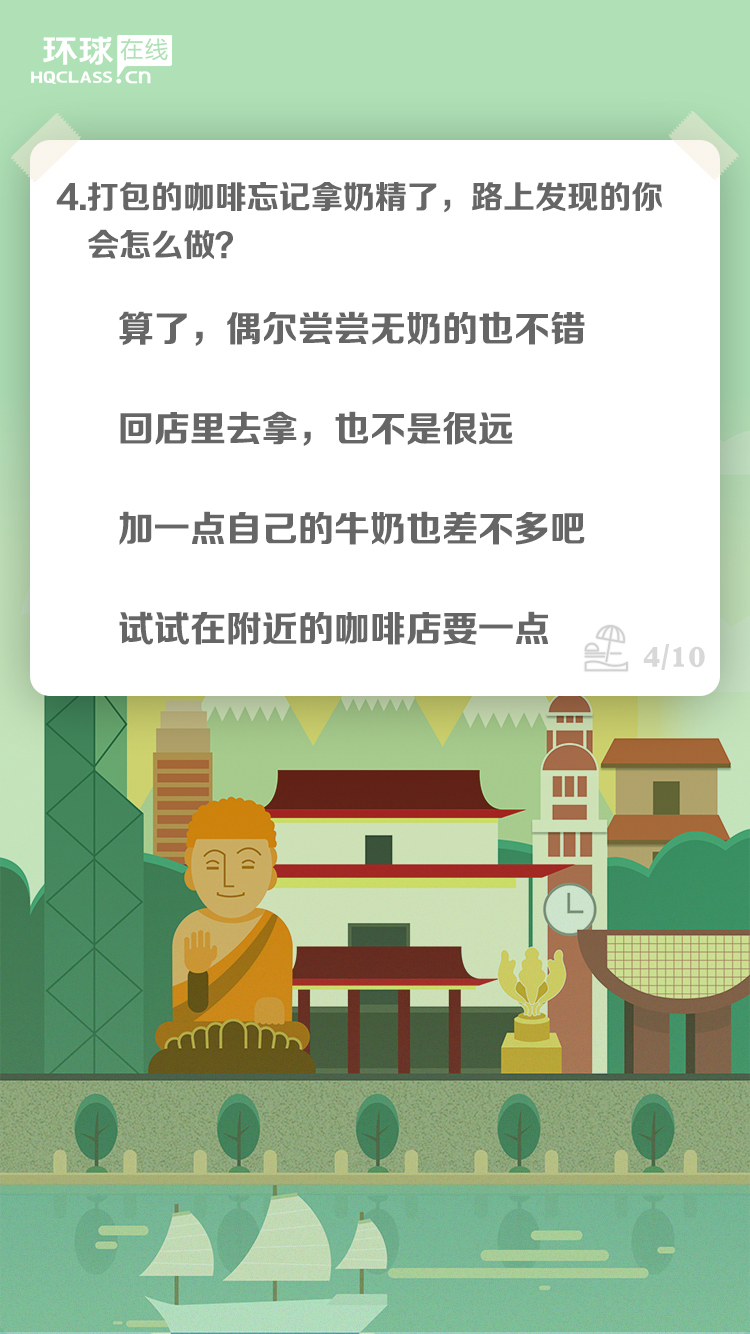 环球在线
HQCLASS.cn
4.打包的咖啡忘记拿奶精了，路上发现的你
会怎么做？
算了，偶尔尝尝无奶的也不错
回店里去拿，也不是很远
加一点自己的牛奶也差不多吧
试试在附近的咖啡店要一点
4/10